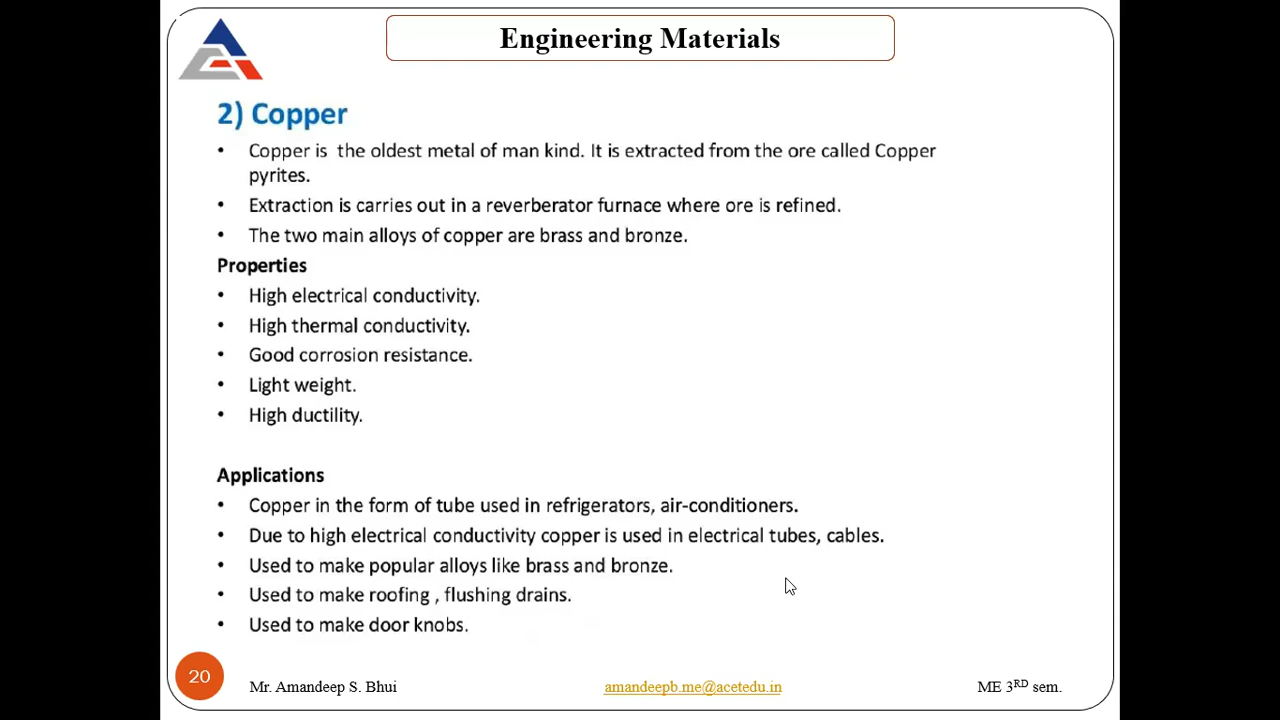 Engineering Materials
2) Copper
• Copper is the oldest metal of man kind. It is extracted from the ore called Copper
pyrites.
• Extraction is carries out in a reverberator furnace where ore is refined.
• The two main alloys of copper are brass and bronze.
Properties
• High electrical conductivity.
• High thermal conductivity.
• Good corrosion resistance.
• Light weight.
• High ductility.
Applications
• Copper in the form of tube used in refrigerators, air-conditioners.
• Due to high electrical conductivity copper is used in electrical tubes, cables.
• Used to make popular alloys like brass and bronze.
• Used to make roofing , flushing drains.
• Used to make door knobs.
20 Mr. Amandeep S. Bhui amandeepb.me@acetedu.in ME 3RD sem.